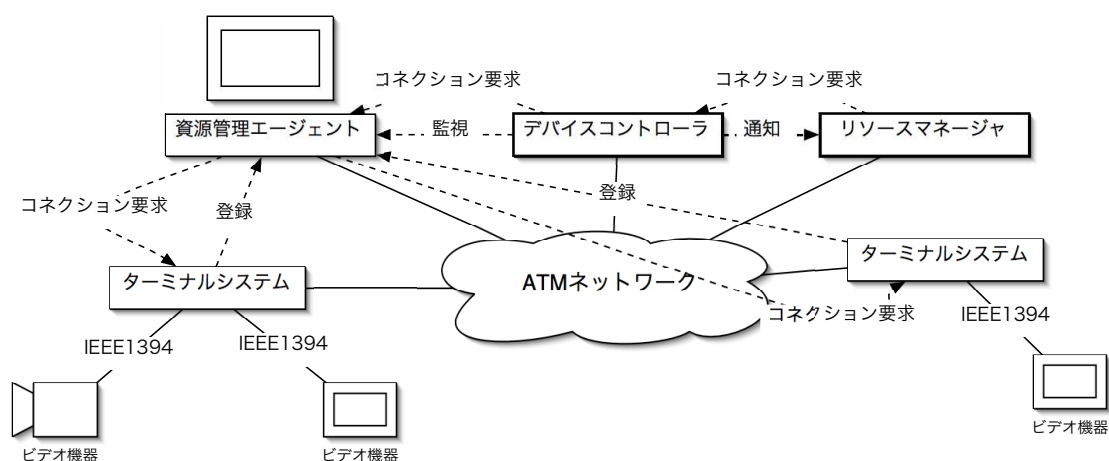 コネクション要求
コネクション要求
資源管理エージェント
監視
デバイスコントローラ
通知
リソースマネージャ
コネクション要求
登録
登録
ターミナルシステム
ATMネットワーク
ターミナルシステム
コネクション要求
IEEE1394
IEEE1394
IEEE1394
ビデオ機器
ビデオ機器
ビデオ機器